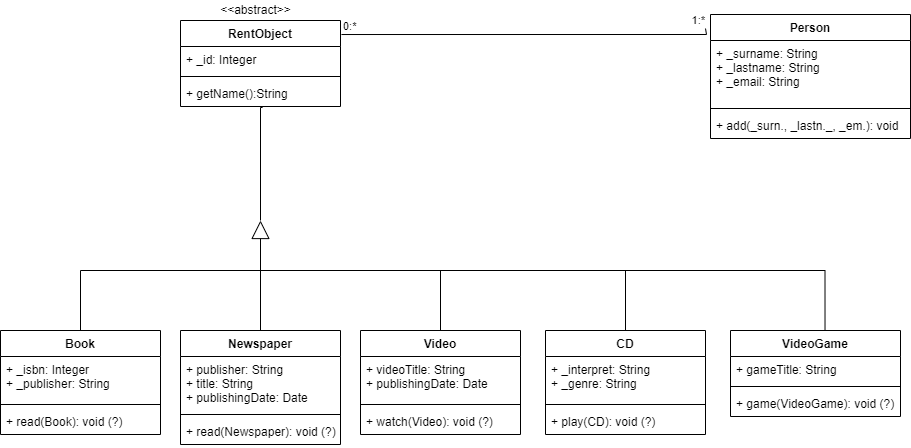 <<abstract>>
RentObject
0:*
1:*
Person
+ _id: Integer
+ getName():String
+ _surname: String
+ _lastname: String
+ _email: String
+ add(_surn., _lastn._, _em.): void
Book
+ _isbn: Integer
+ _publisher: String
+ read(Book): void (?)
Newspaper
+ publisher: String
+ title: String
+ publishingDate: Date
+ read(Newspaper): void (?)
Video
+ videoTitle: String
+ publishingDate: Date
+ watch(Video): void (?)
CD
+ _interpret: String
+ _genre: String
+ play(CD): void (?)
VideoGame
+ gameTitle: String
+ game(VideoGame): void (?)